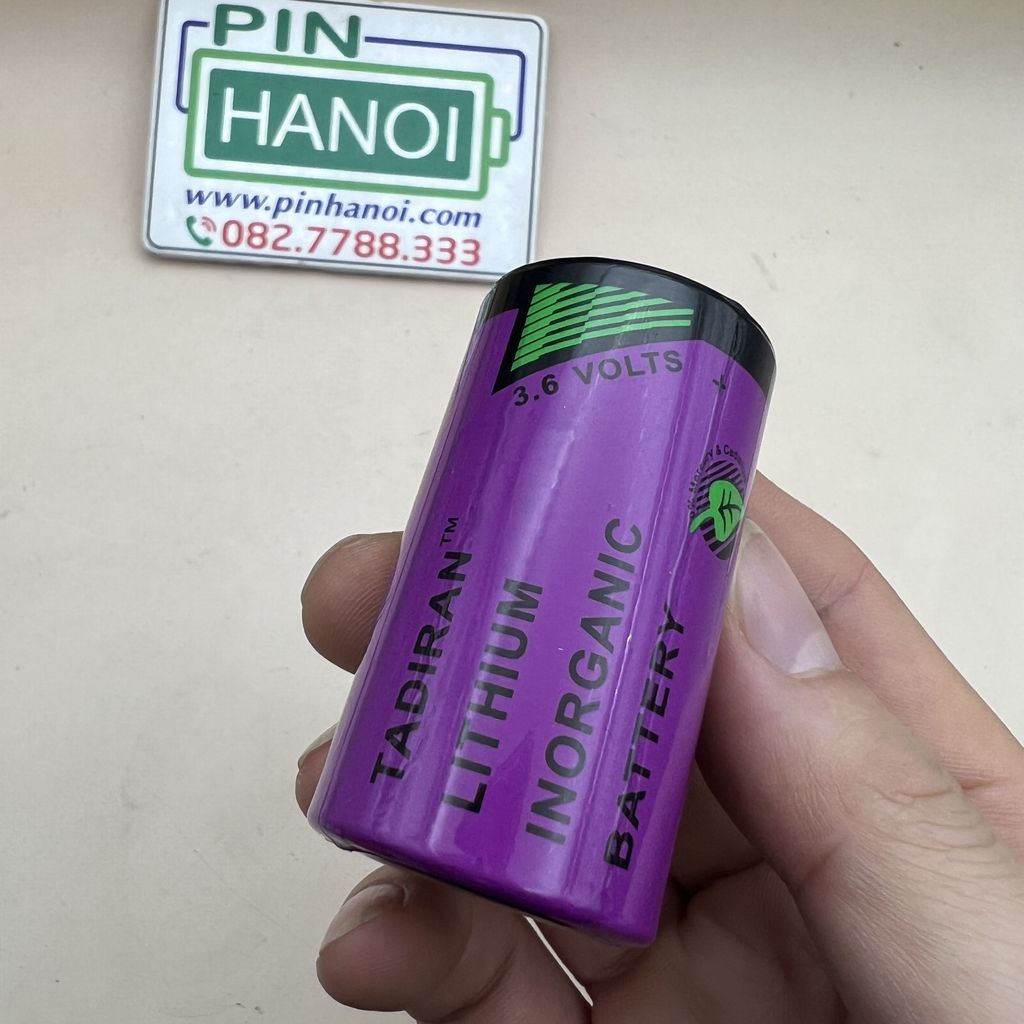 PIN
HANOI
www.pinhanoi.com
082.7788.333
3.6 VOLTS +
TADIRAN™
LITHIUM
INORGANIC
BATTERY